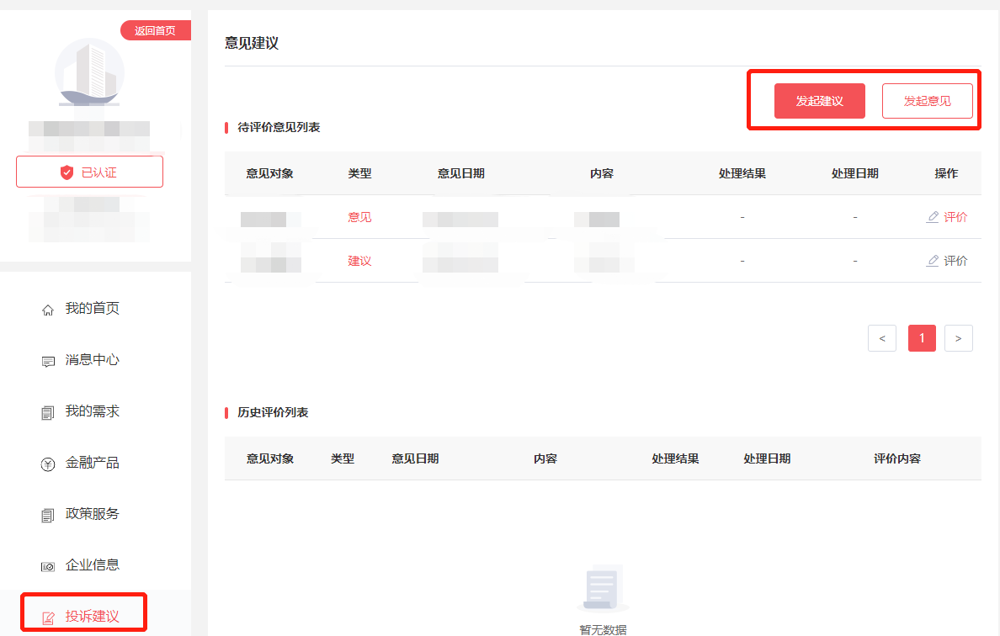 返回首页
已认证
我的首页
消息中心
我的需求
金融产品
政策服务
企业信息
投诉建议
意见建议
发起建议 发起意见
待评价意见列表
意见对象 类型 意见日期 内容 处理结果 处理日期 操作
意见 - - 评价
建议 - - 评价
< 1 >
历史评价列表
意见对象 类型 意见日期 内容 处理结果 处理日期 评价内容
暂无数据